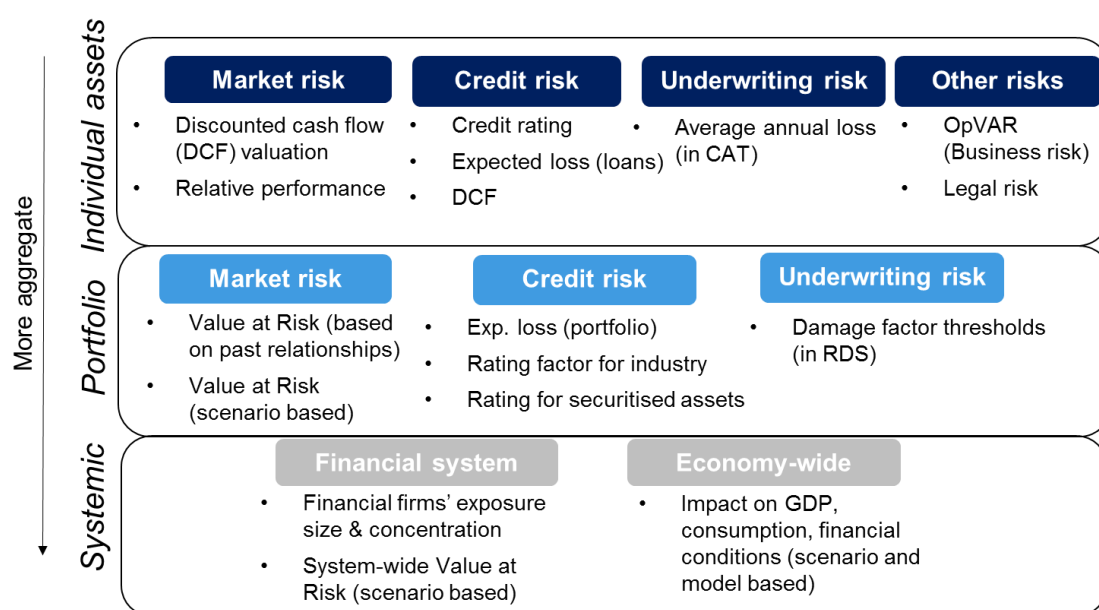 More aggregate
Individual assets
Market risk
• Discounted cash flow
(DCF) valuation
• Relative performance
Credit risk
• Credit rating
• Expected loss (loans)
• DCF
Underwriting risk
• Average annual loss
(in CAT)
Other risks
• OpVAR
(Business risk)
• Legal risk
Portfolio
Market risk
• Value at Risk (based
on past relationships)
• Value at Risk
(scenario based)
Credit risk
• Exp. loss (portfolio)
• Rating factor for industry
• Rating for securitised assets
Underwriting risk
• Damage factor thresholds
(in RDS)
Systemic
Financial system
• Financial firms' exposure
size & concentration
• System-wide Value at
Risk (scenario based)
Economy-wide
• Impact on GDP,
consumption, financial
conditions (scenario and
model based)